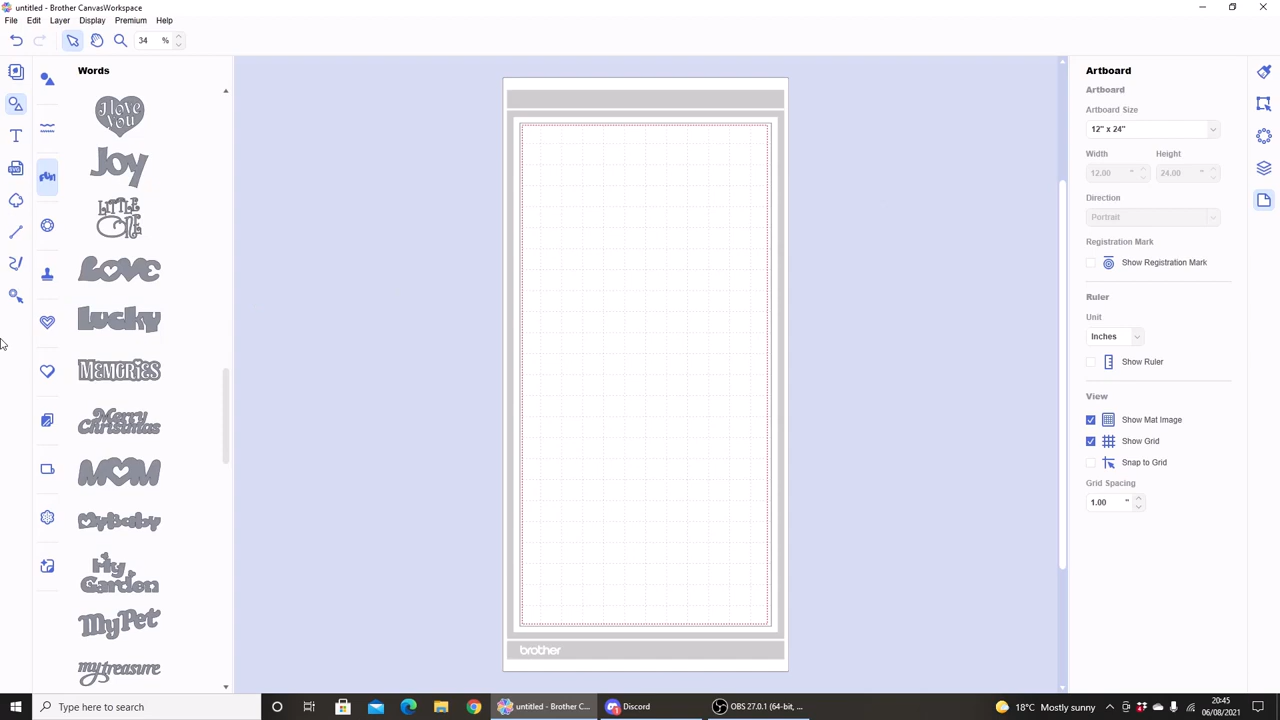 untitled - Brother CanvasWorkspace
File Edit Layer Display Premium Help
34 %
Words
I love You
Joy
LITTLE ONE
LOVE
Lucky
MEMORIES
Merry Christmas
MOM
My Baby
My Garden
My Pet
my treasure
Fun
brother
Artboard
Artboard
Artboard Size
12" x 24"
Width Height
12.00 " 24.00 "
Direction
Portrait
Registration Mark
Show Registration Mark
Ruler
Unit
Inches
Show Ruler
View
Show Mat Image
Show Grid
Snap to Grid
Grid Spacing
1.00 "
Type here to search
untitled - Brother C...
Discord
OBS 27.0.1 (64-bit, ...
18°C Mostly sunny
20:45
06/08/2021